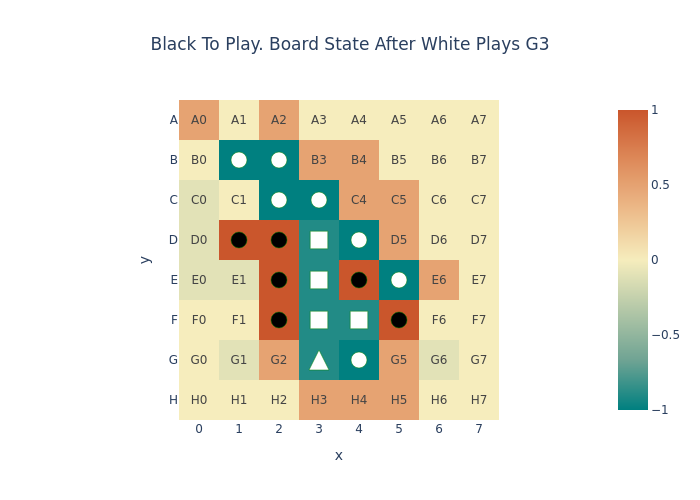 Black To Play. Board State After White Plays G3
A A0 A1 A2 A3 A4 A5 A6 A7
B B0 B3 B4 B5 B6 B7
C C0 C1 C4 C5 C6 C7
D D0 D5 D6 D7
E E0 E1 E6 E7
F F0 F1 F6 F7
G G0 G1 G2 G5 G6 G7
H H0 H1 H2 H3 H4 H5 H6 H7
0 1 2 3 4 5 6 7
x
y
1
0.5
0
−0.5
−1